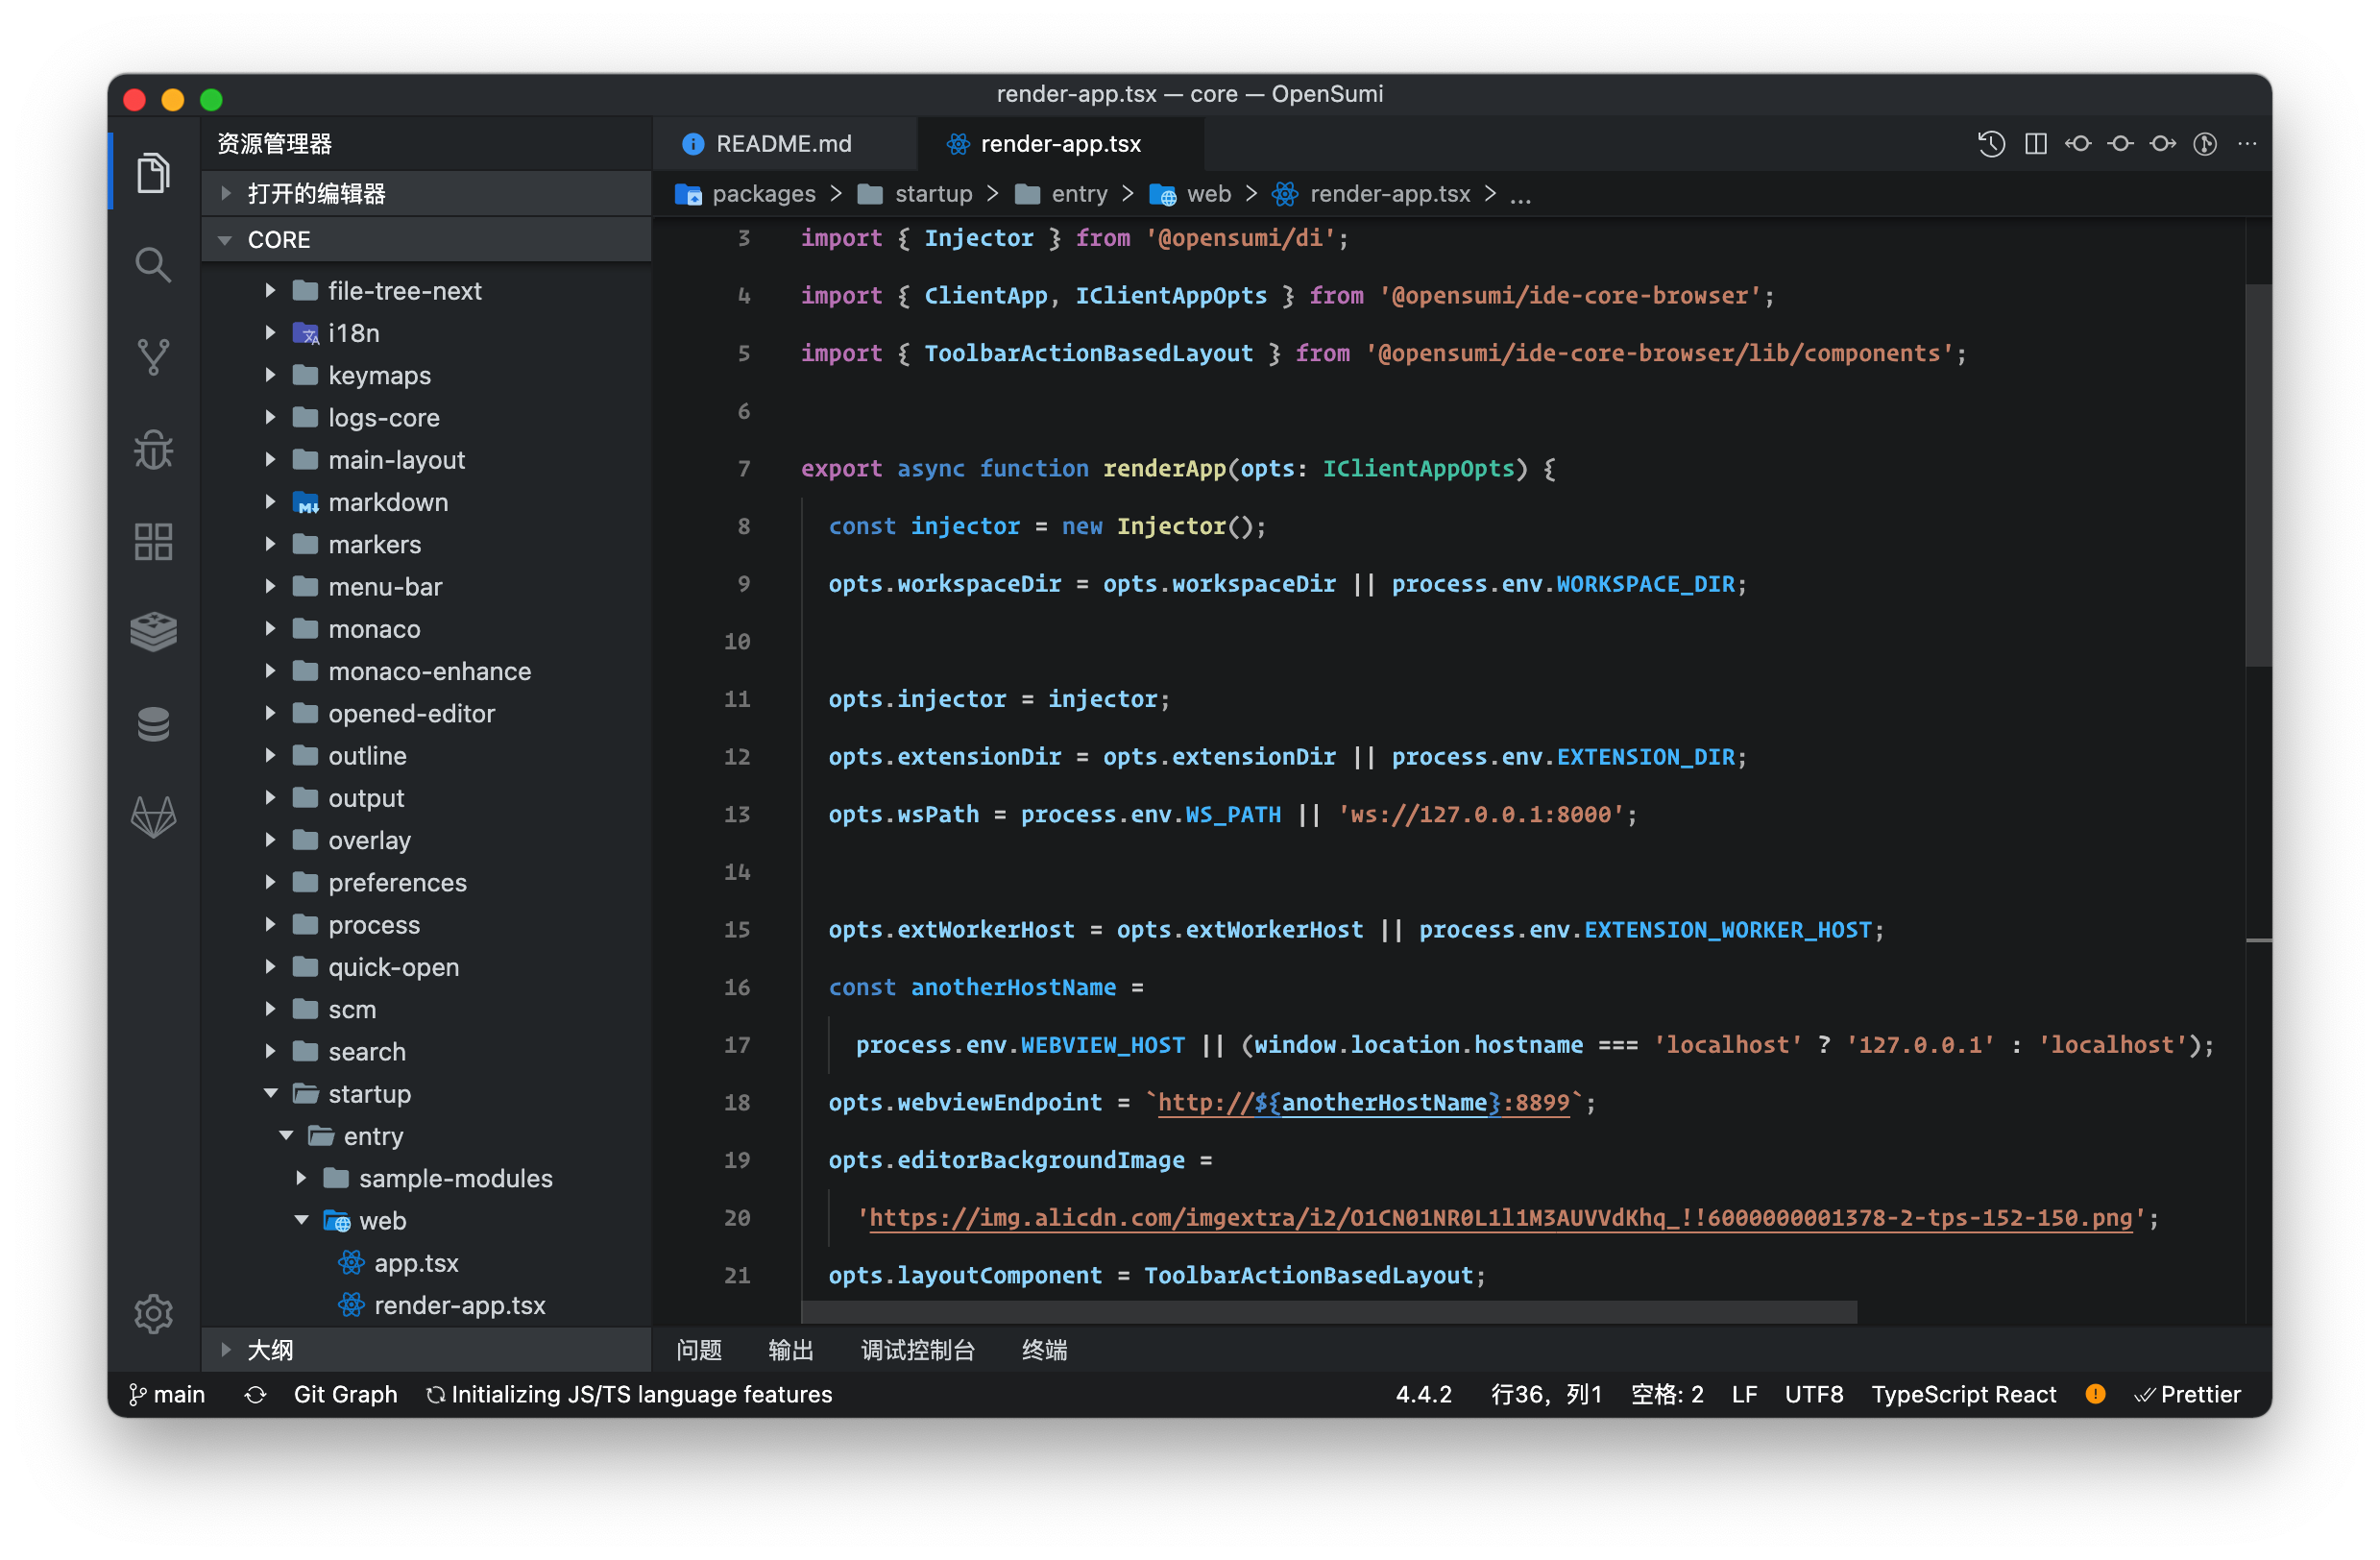 render-app.tsx — core — OpenSumi
资源管理器
打开的编辑器
CORE
file-tree-next
i18n
keymaps
logs-core
main-layout
markdown
markers
menu-bar
monaco
monaco-enhance
opened-editor
outline
output
overlay
preferences
process
quick-open
scm
search
startup
entry
sample-modules
web
app.tsx
render-app.tsx
大纲
README.md
render-app.tsx
packages > startup > entry > web > render-app.tsx > ...
3 import { Injector } from '@opensumi/di';
4 import { ClientApp, IClientAppOpts } from '@opensumi/ide-core-browser';
5 import { ToolbarActionBasedLayout } from '@opensumi/ide-core-browser/lib/components';
6
7 export async function renderApp(opts: IClientAppOpts) {
8 const injector = new Injector();
9 opts.workspaceDir = opts.workspaceDir || process.env.WORKSPACE_DIR;
10
11 opts.injector = injector;
12 opts.extensionDir = opts.extensionDir || process.env.EXTENSION_DIR;
13 opts.wsPath = process.env.WS_PATH || 'ws://127.0.0.1:8000';
14
15 opts.extWorkerHost = opts.extWorkerHost || process.env.EXTENSION_WORKER_HOST;
16 const anotherHostName =
17 process.env.WEBVIEW_HOST || (window.location.hostname === 'localhost' ? '127.0.0.1' : 'localhost');
18 opts.webviewEndpoint = `http://${anotherHostName}:8899`;
19 opts.editorBackgroundImage =
20 'https://img.alicdn.com/imgextra/i2/O1CN01NR0L1l1M3AUVVdKhq_!!6000000001378-2-tps-152-150.png';
21 opts.layoutComponent = ToolbarActionBasedLayout;
问题 输出 调试控制台 终端
main Git Graph Initializing JS/TS language features 4.4.2 行36，列1 空格: 2 LF UTF8 TypeScript React Prettier